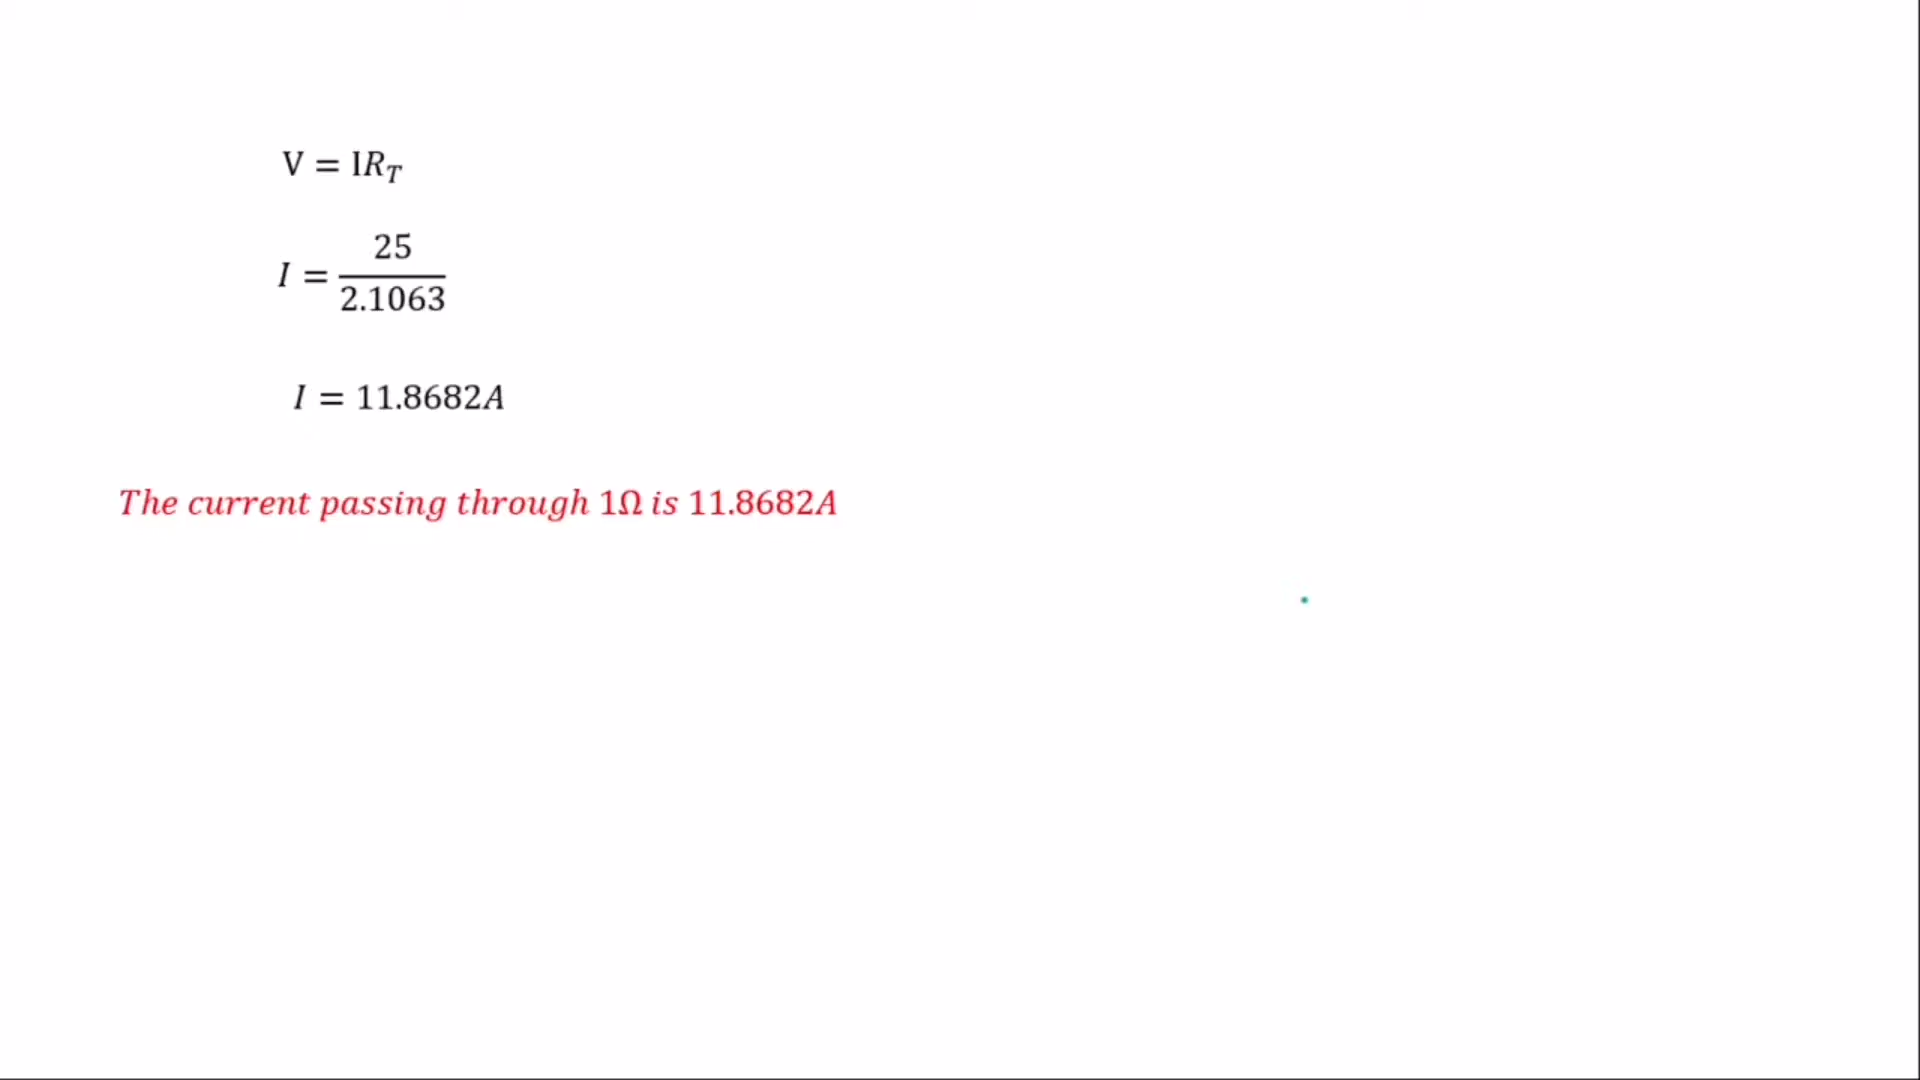 V = IR_T
I = 25/2.1063
I = 11.8682A
The current passing through 1Ω is 11.8682A